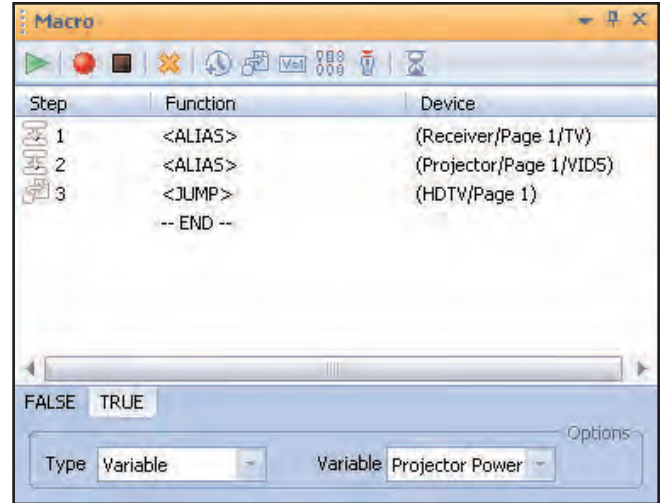 Macro
V=1
Step Function Device
1 <ALIAS> (Receiver/Page 1/TV)
2 <ALIAS> (Projector/Page 1/VID5)
3 <JUMP> (HDTV/Page 1)
-- END --
FALSE TRUE
Options
Type Variable Variable Projector Power